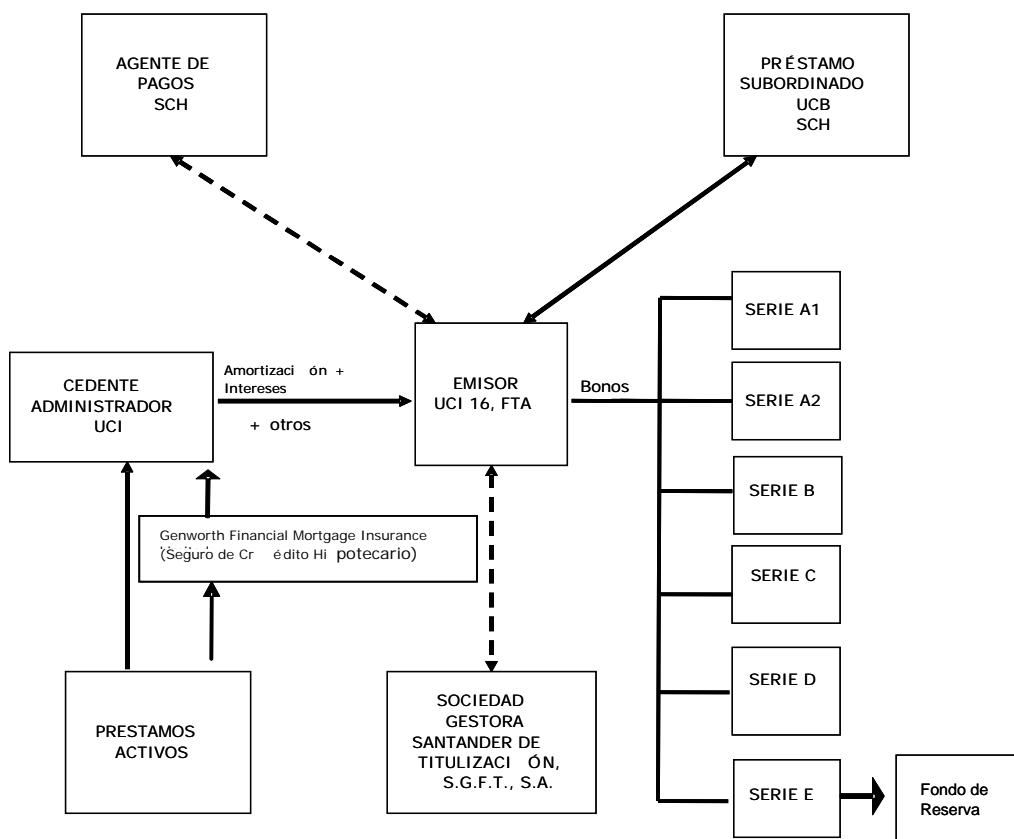 AGENTE DE
PAGOS
SCH
PRÉSTAMO
SUBORDINADO
UCB
SCH
SERIE A1
CEDENTE
ADMINISTRADOR
UCI
Amortización +
Intereses
+ otros
EMISOR
UCI 16, FTA
Bonos
SERIE A2
SERIE B
Genworth Financial Mortgage Insurance
(Seguro de Crédito Hipotecario)
SERIE C
PRESTAMOS
ACTIVOS
SOCIEDAD
GESTORA
SANTANDER DE
TITULIZACIÓN,
S.G.F.T., S.A.
SERIE D
SERIE E
Fondo de
Reserva